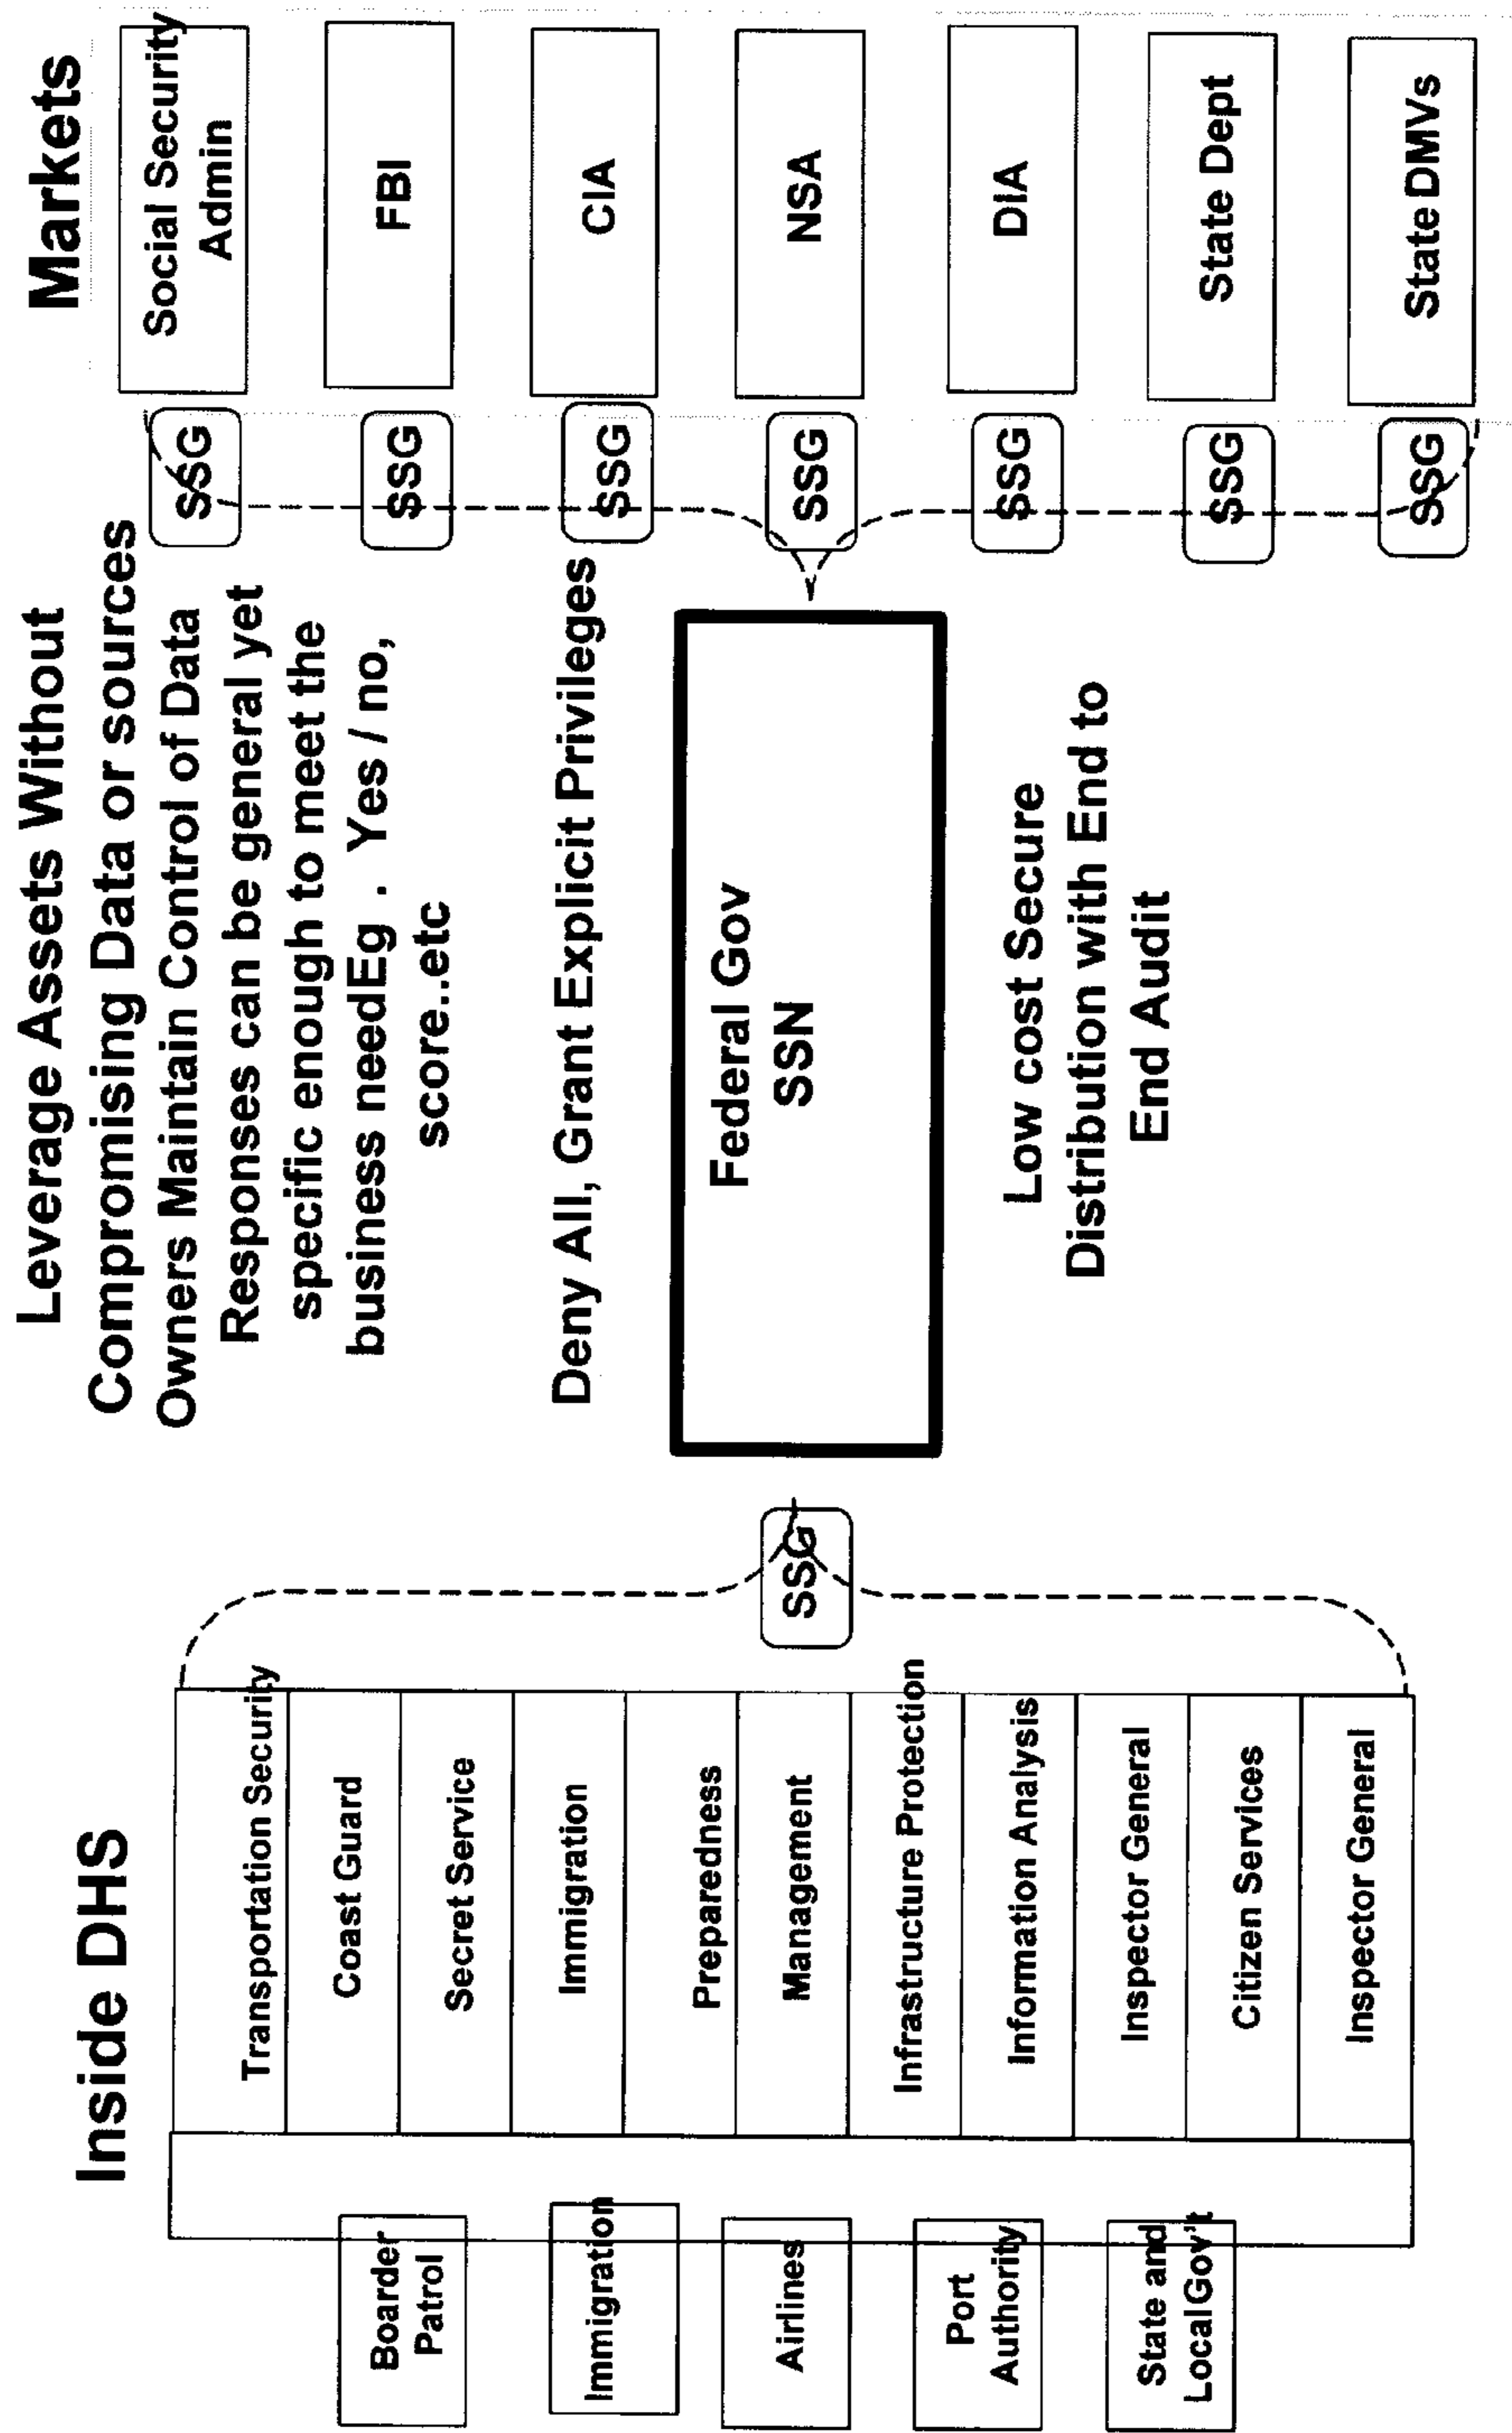 Inside DHS
Boarder
Patrol
Immigration
Airlines
Port
Authority
State and
LocalGov't
Transportation Security
Coast Guard
Secret Service
Immigration
Preparedness
Management
Infrastructure Protection
Information Analysis
Inspector General
Citizen Services
Inspector General
SSG
Leverage Assets Without
Compromising Data or sources
Owners Maintain Control of Data
Responses can be general yet
specific enough to meet the
business needEg . Yes / no,
score..etc
Deny All, Grant Explicit Privileges
Federal Gov
SSN
Low cost Secure
Distribution with End to
End Audit
Markets
SSG
Social Security
Admin
SSG
FBI
SSG
CIA
SSG
NSA
SSG
DIA
SSG
State Dept
SSG
State DMVs